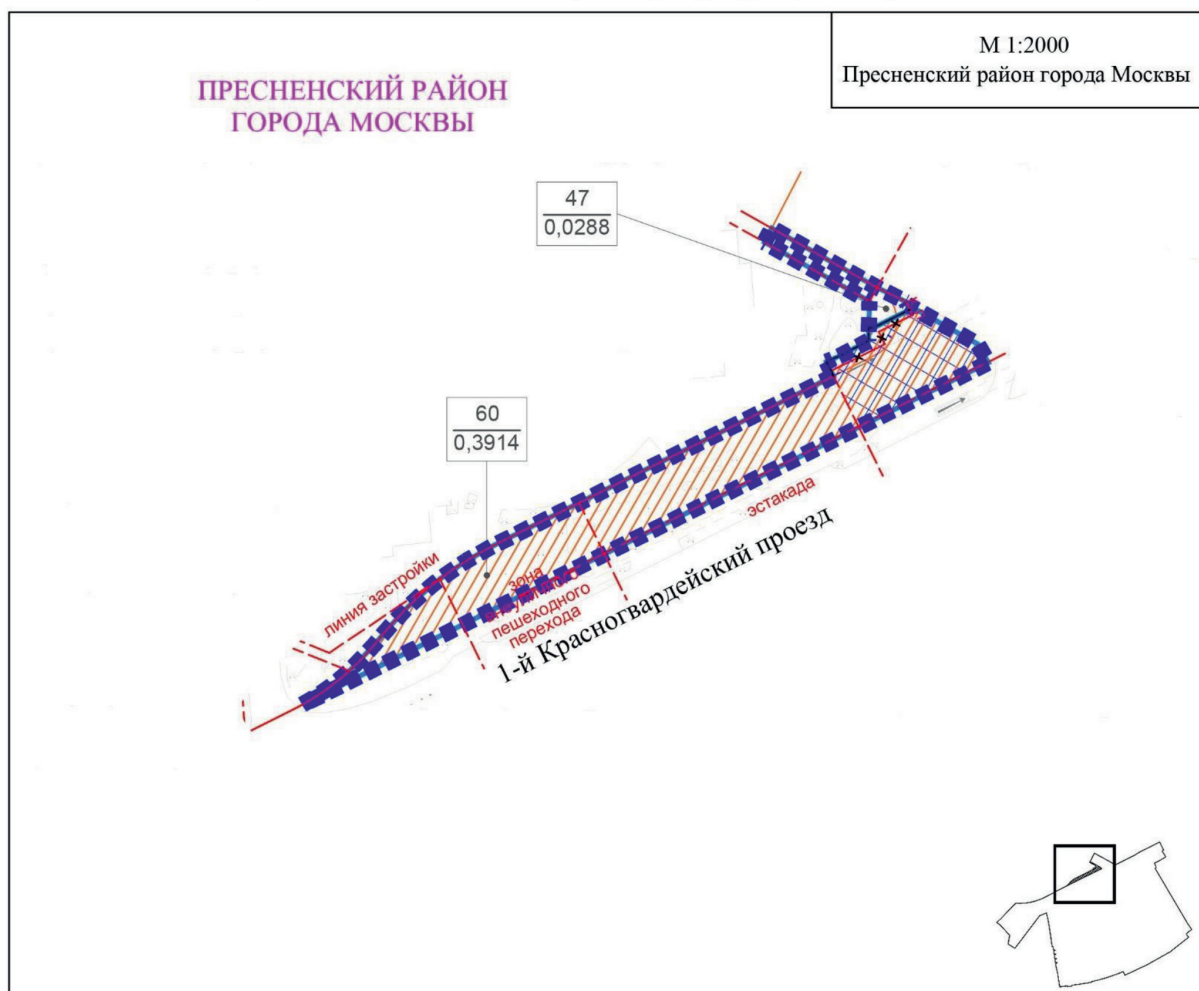 М 1:2000
Пресненский район города Москвы
ПРЕСНЕНСКИЙ РАЙОН
ГОРОДА МОСКВЫ
47
0,0288
60
0,3914
эстакада
1-й Красногвардейский проезд
линия застройки
зона
пешеходного
перехода